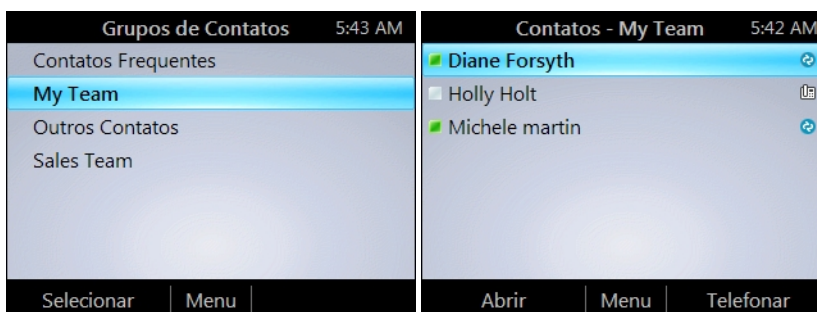 Grupos de Contatos 5:43 AM
Contatos Frequentes
My Team
Outros Contatos
Sales Team
Selecionar Menu
Contatos - My Team 5:42 AM
Diane Forsyth
Holly Holt
Michele martin
Abrir Menu Telefonar